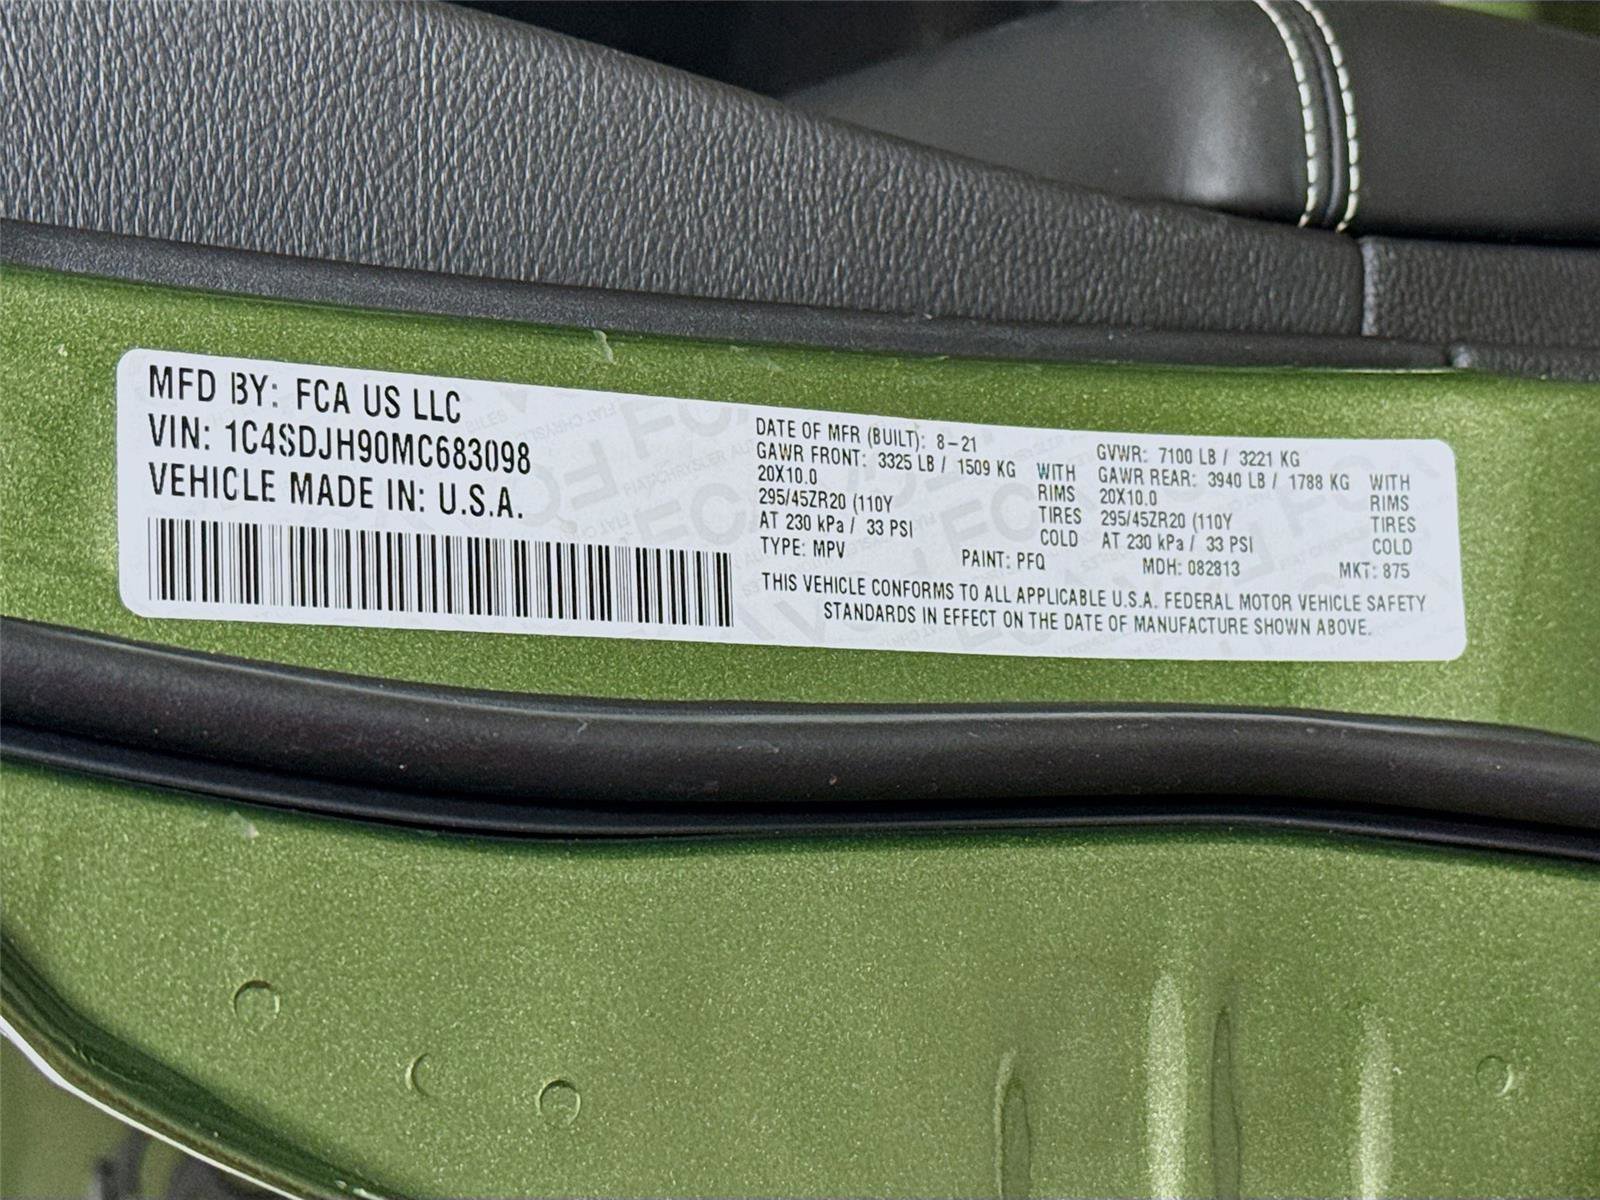 MFD BY: FCA US LLC
VIN: 1C4SDJH90MC683098
VEHICLE MADE IN: U.S.A.
DATE OF MFR (BUILT): 8-21
GAWR FRONT: 3325 LB / 1509 KG WITH
20X10.0 RIMS
295/45ZR20 (110Y TIRES
AT 230 kPa / 33 PSI COLD
GVWR: 7100 LB / 3221 KG
GAWR REAR: 3940 LB / 1788 KG WITH
20X10.0 RIMS
295/45ZR20 (110Y TIRES
AT 230 kPa / 33 PSI COLD
TYPE: MPV PAINT: PFQ MDH: 082813 MKT: 875
THIS VEHICLE CONFORMS TO ALL APPLICABLE U.S.A. FEDERAL MOTOR VEHICLE SAFETY
STANDARDS IN EFFECT ON THE DATE OF MANUFACTURE SHOWN ABOVE.